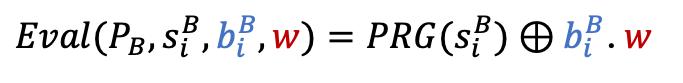 Eval(P_B, s_i^B, b_i^B, w) = PRG(s_i^B) ⊕ b_i^B. w